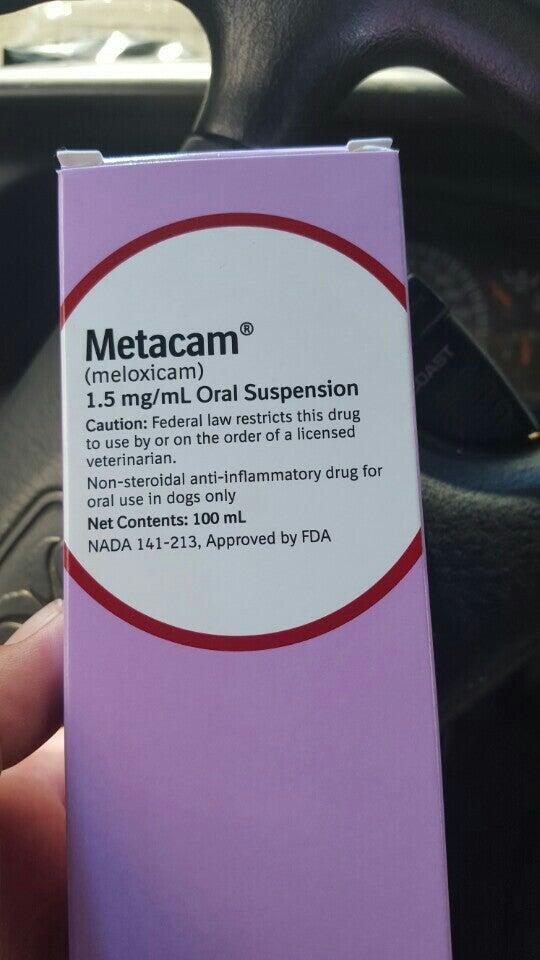 Metacam®
(meloxicam)
1.5 mg/mL Oral Suspension
Caution: Federal law restricts this drug
to use by or on the order of a licensed
veterinarian.
Non-steroidal anti-inflammatory drug for
oral use in dogs only
Net Contents: 100 mL
NADA 141-213, Approved by FDA